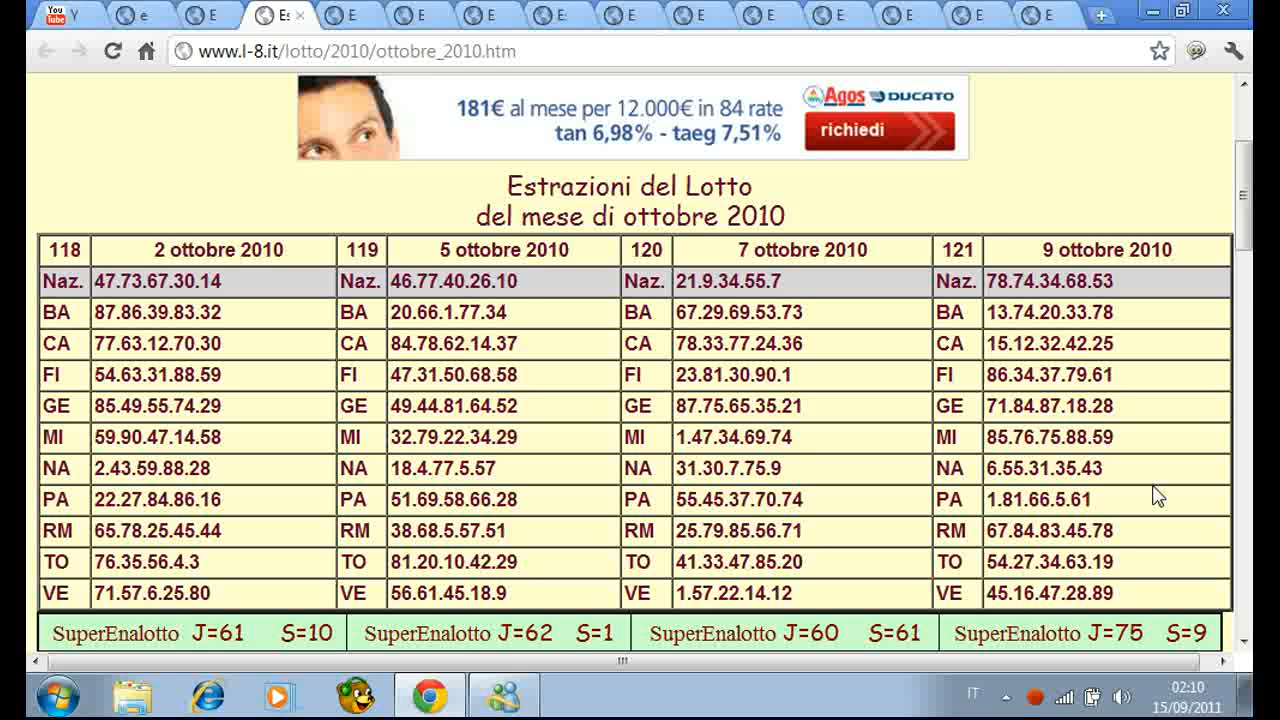 You Tube Y e E Es × E E E E E E E E E E
www.l-8.it/lotto/2010/ottobre_2010.htm
181€ al mese per 12.000€ in 84 rate
tan 6,98% - taeg 7,51%
Agos DUCATO
richiedi
Estrazioni del Lotto
del mese di ottobre 2010
118 2 ottobre 2010 119 5 ottobre 2010 120 7 ottobre 2010 121 9 ottobre 2010
Naz. 47.73.67.30.14 Naz. 46.77.40.26.10 Naz. 21.9.34.55.7 Naz. 78.74.34.68.53
BA 87.86.39.83.32 BA 20.66.1.77.34 BA 67.29.69.53.73 BA 13.74.20.33.78
CA 77.63.12.70.30 CA 84.78.62.14.37 CA 78.33.77.24.36 CA 15.12.32.42.25
FI 54.63.31.88.59 FI 47.31.50.68.58 FI 23.81.30.90.1 FI 86.34.37.79.61
GE 85.49.55.74.29 GE 49.44.81.64.52 GE 87.75.65.35.21 GE 71.84.87.18.28
MI 59.90.47.14.58 MI 32.79.22.34.29 MI 1.47.34.69.74 MI 85.76.75.88.59
NA 2.43.59.88.28 NA 18.4.77.5.57 NA 31.30.7.75.9 NA 6.55.31.35.43
PA 22.27.84.86.16 PA 51.69.58.66.28 PA 55.45.37.70.74 PA 1.81.66.5.61
RM 65.78.25.45.44 RM 38.68.5.57.51 RM 25.79.85.56.71 RM 67.84.83.45.78
TO 76.35.56.4.3 TO 81.20.10.42.29 TO 41.33.47.85.20 TO 54.27.34.63.19
VE 71.57.6.25.80 VE 56.61.45.18.9 VE 1.57.22.14.12 VE 45.16.47.28.89
SuperEnalotto J=61 S=10 SuperEnalotto J=62 S=1 SuperEnalotto J=60 S=61 SuperEnalotto J=75 S=9
IT 02:10
15/09/2011